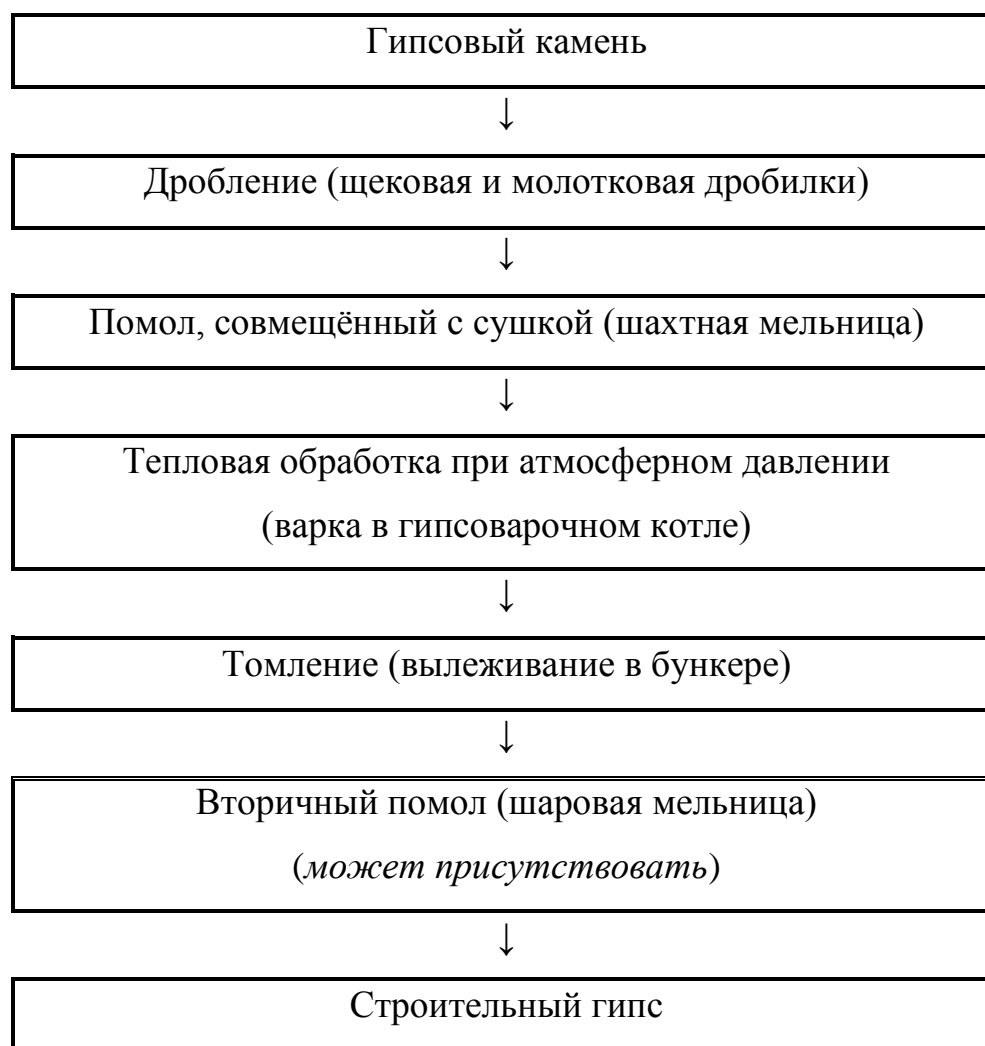 Гипсовый камень
↓
Дробление (щековая и молотковая дробилки)
↓
Помол, совмещённый с сушкой (шахтная мельница)
↓
Тепловая обработка при атмосферном давлении
(варка в гипсоварочном котле)
↓
Томление (вылеживание в бункере)
↓
Вторичный помол (шаровая мельница)
(может присутствовать)
↓
Строительный гипс